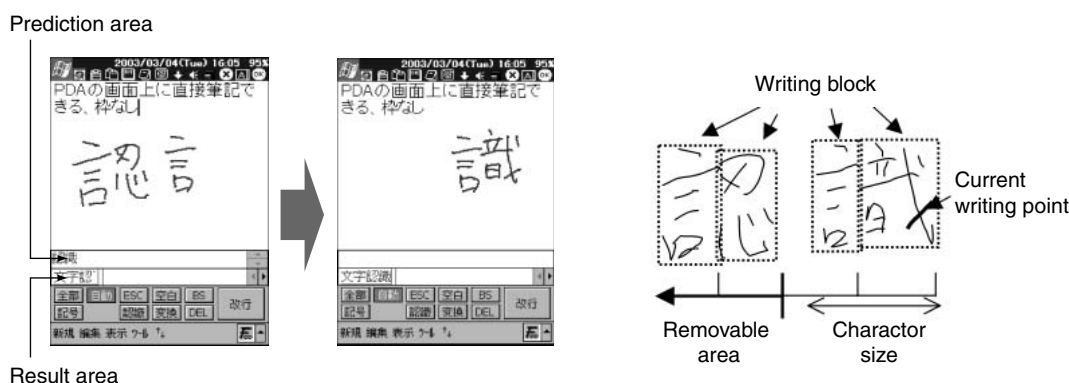 Prediction area
2003/03/04(Tue) 16:05 95%
PDAの画面上に直接筆記で
きる、枠なし
認 言
文字認
全部 自動 ESC 空白 BS 改行
記号 認識 変換 DEL
新規 編集 表示 ツール
Result area
2003/03/04(Tue) 16:05 95%
PDAの画面上に直接筆記で
きる、枠なし
識
文字認識
全部 自動 ESC 空白 BS 改行
記号 認識 変換 DEL
新規 編集 表示 ツール
Writing block
認 識
Current
writing point
Removable
area
Charactor
size